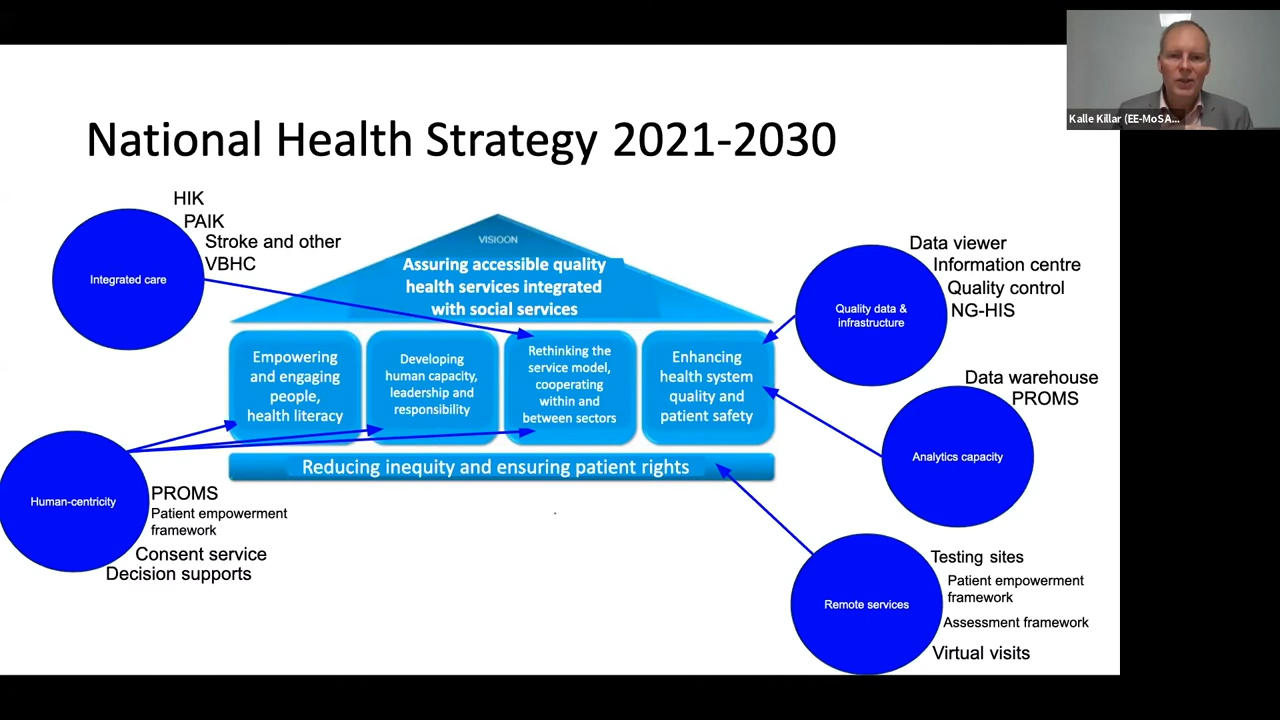 Kalle Killar (EE-MoSA...
National Health Strategy 2021-2030
HIK
PAIK
Stroke and other
VBHC
Integrated care
VISIOON
Assuring accessible quality
health services integrated
with social services
Data viewer
Information centre
Quality control
NG-HIS
Quality data &
infrastructure
Empowering
and engaging
people,
health literacy
Developing
human capacity,
leadership and
responsibility
Rethinking the
service model,
cooperating
within and
between sectors
Enhancing
health system
quality and
patient safety
Data warehouse
PROMS
Analytics capacity
Reducing inequity and ensuring patient rights
Human-centricity
PROMS
Patient empowerment
framework
Consent service
Decision supports
Remote services
Testing sites
Patient empowerment
framework
Assessment framework
Virtual visits